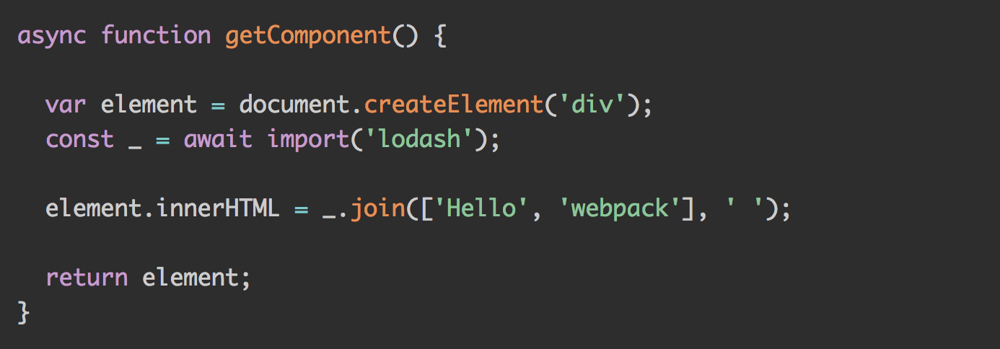 async function getComponent() {
  var element = document.createElement('div');
  const _ = await import('lodash');
  element.innerHTML = _.join(['Hello', 'webpack'], ' ');
  return element;
}